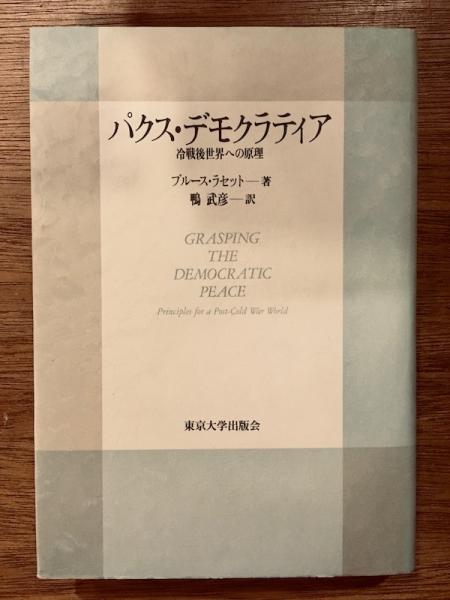 パクス・デモクラティア
冷戦後世界への原理
ブルース・ラセット―著
鴨 武彦―訳
GRASPING
THE
DEMOCRATIC
PEACE
Principles for a Post-Cold War World
東京大学出版会